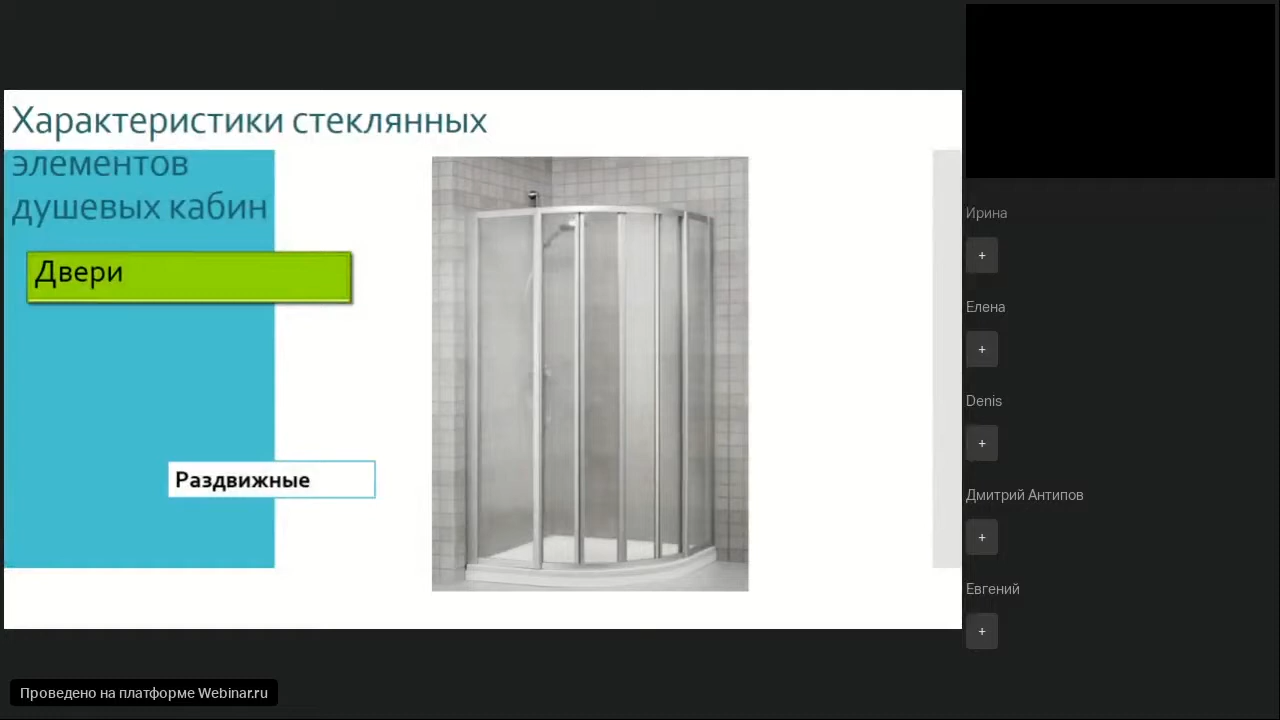 Характеристики стеклянных
элементов
душевых кабин
Двери
Раздвижные
Ирина
+
Елена
+
Denis
+
Дмитрий Антипов
+
Евгений
+
Проведено на платформе Webinar.ru